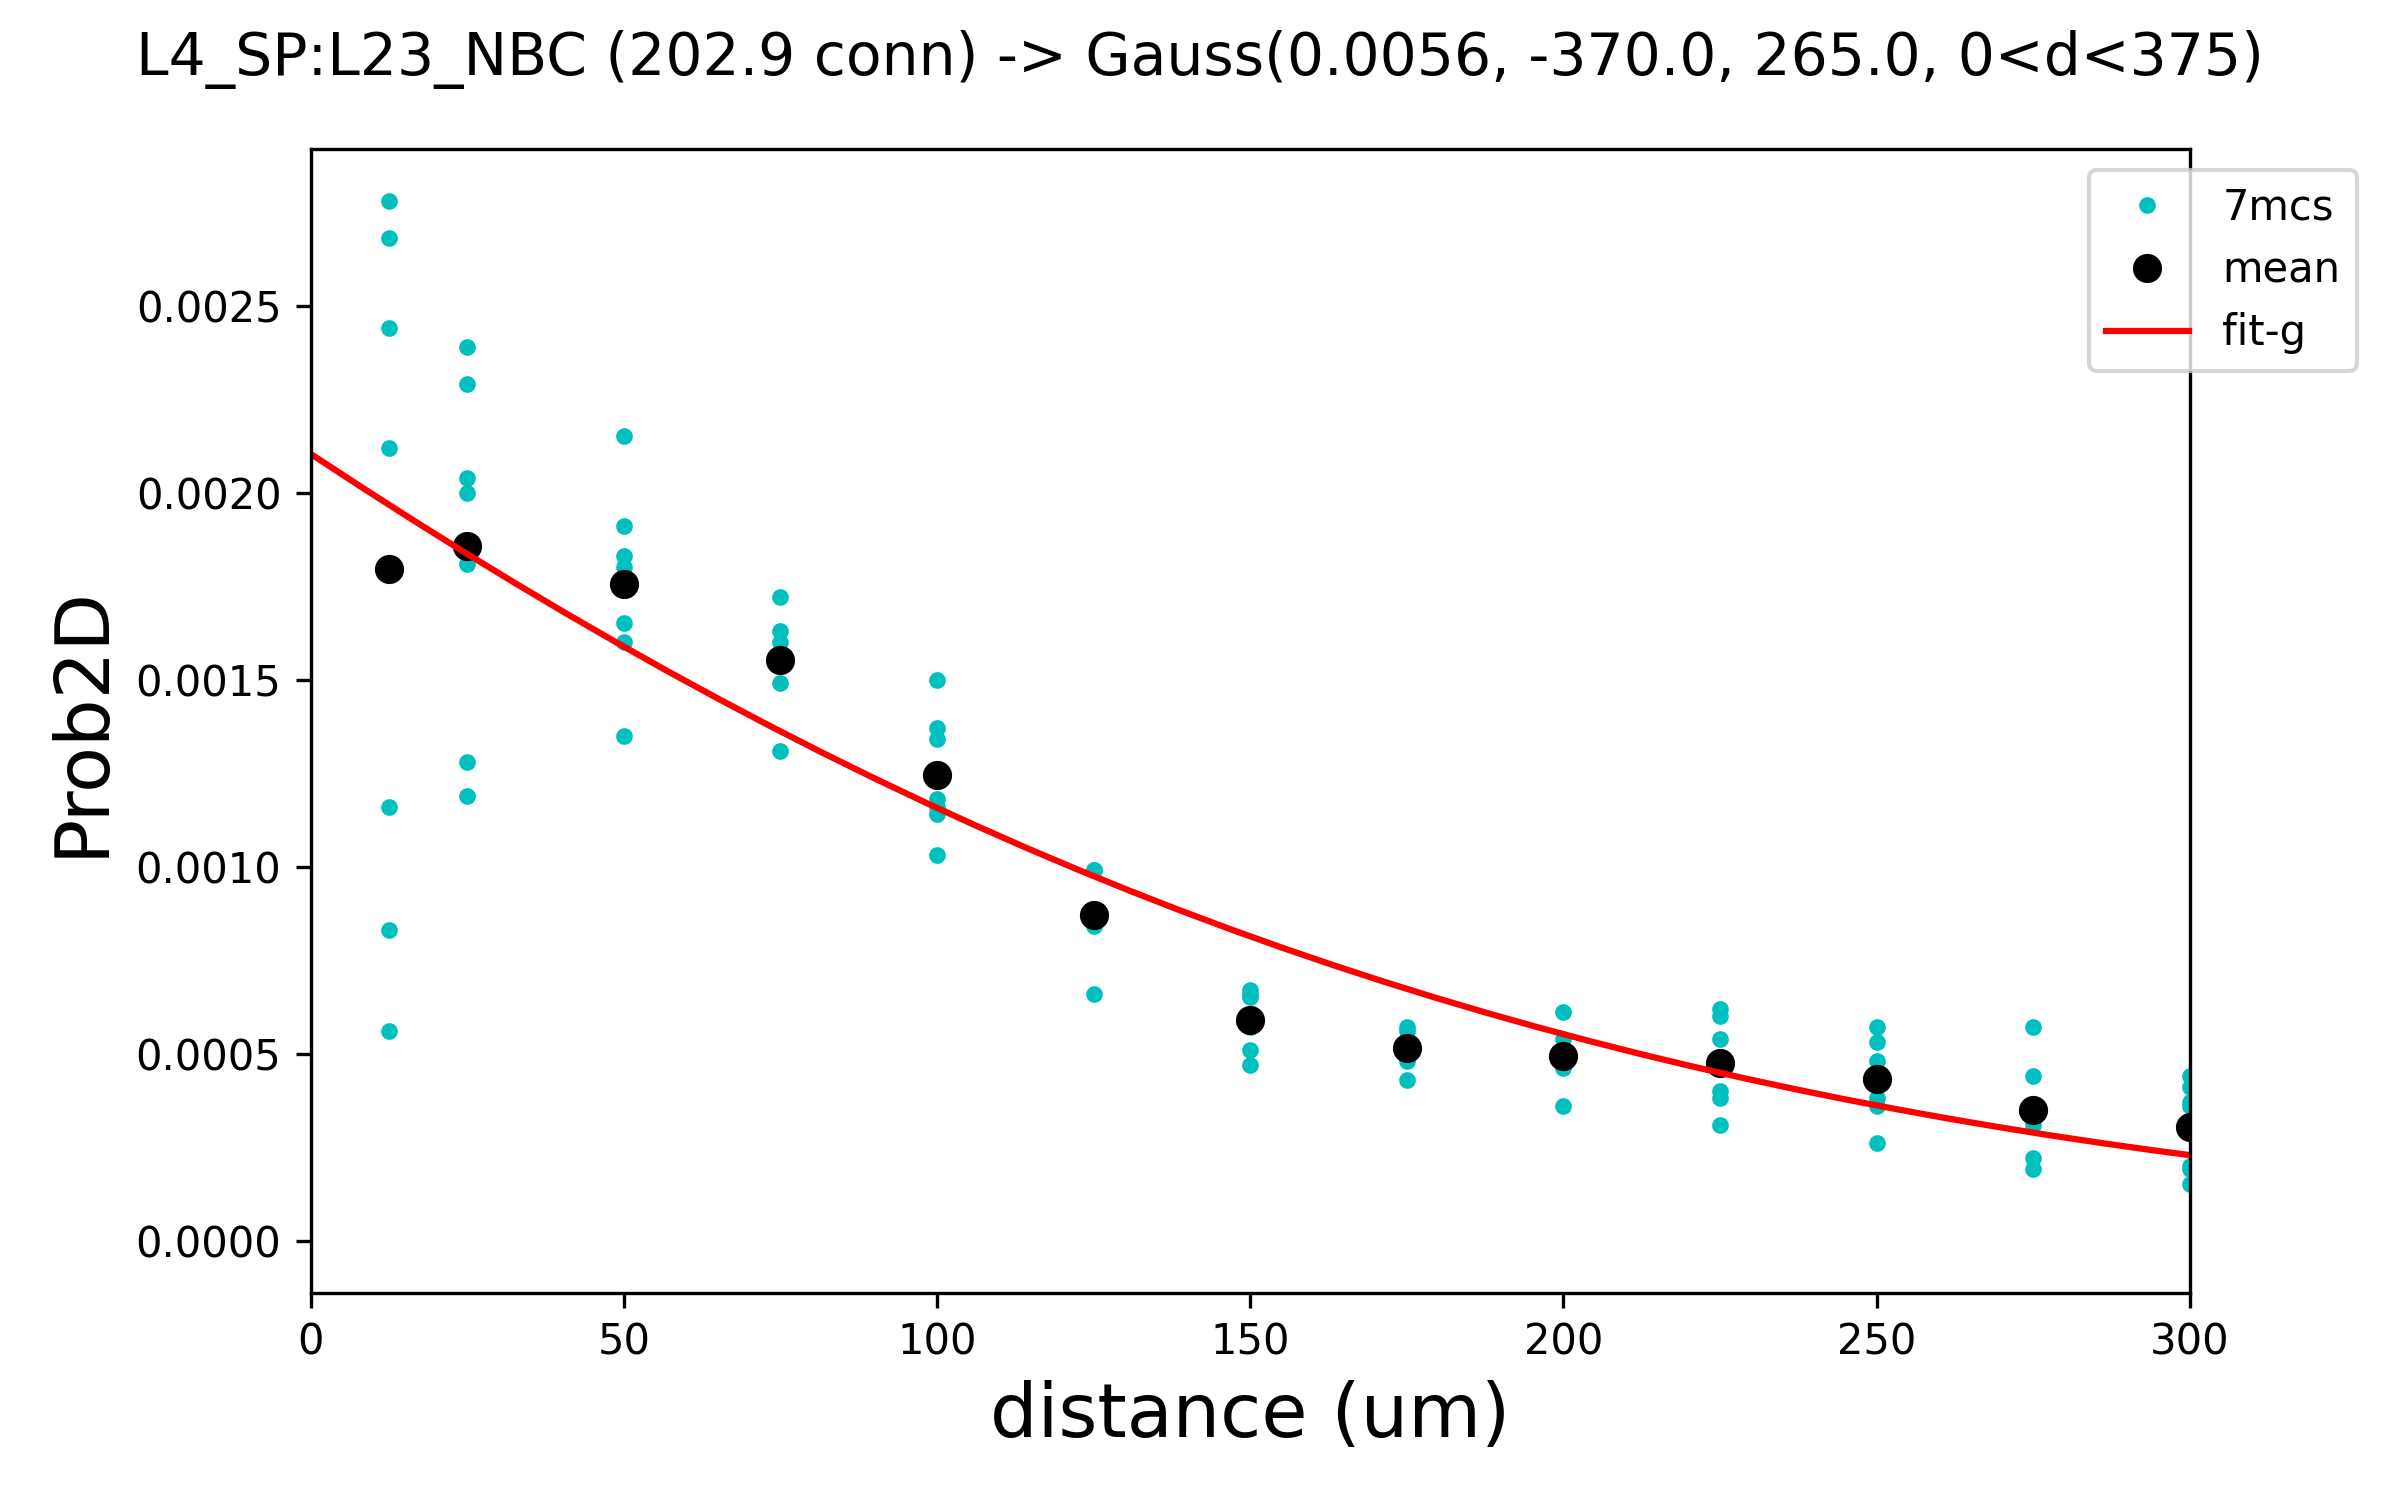 L4_SP:L23_NBC (202.9 conn) -> Gauss(0.0056, -370.0, 265.0, 0<d<375)
7mcs
mean
fit-g
Prob2D
0.0025
0.0020
0.0015
0.0010
0.0005
0.0000
0 50 100 150 200 250 300
distance (um)